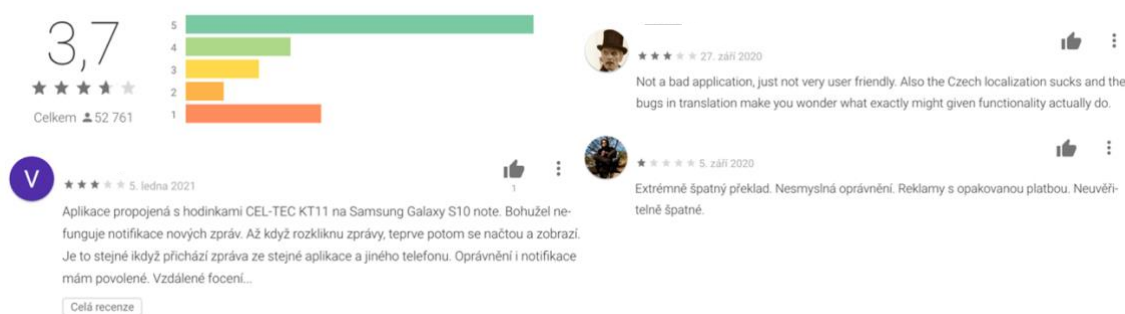 3,7
Celkem 52 761
5
4
3
2
1
V
5. ledna 2021
1
Aplikace propojená s hodinkami CEL-TEC KT11 na Samsung Galaxy S10 note. Bohužel ne-
funguje notifikace nových zpráv. Až když rozkliknu zprávy, teprve potom se načtou a zobrazí.
Je to stejné ikdyž přichází zpráva ze stejné aplikace a jiného telefonu. Oprávnění i notifikace
mám povolené. Vzdálené focení...
Celá recenze
27. září 2020
Not a bad application, just not very user friendly. Also the Czech localization sucks and the
bugs in translation make you wonder what exactly might given functionality actually do.
5. září 2020
Extrémně špatný překlad. Nesmyslná oprávnění. Reklamy s opakovanou platbou. Neuvěři-
telně špatné.